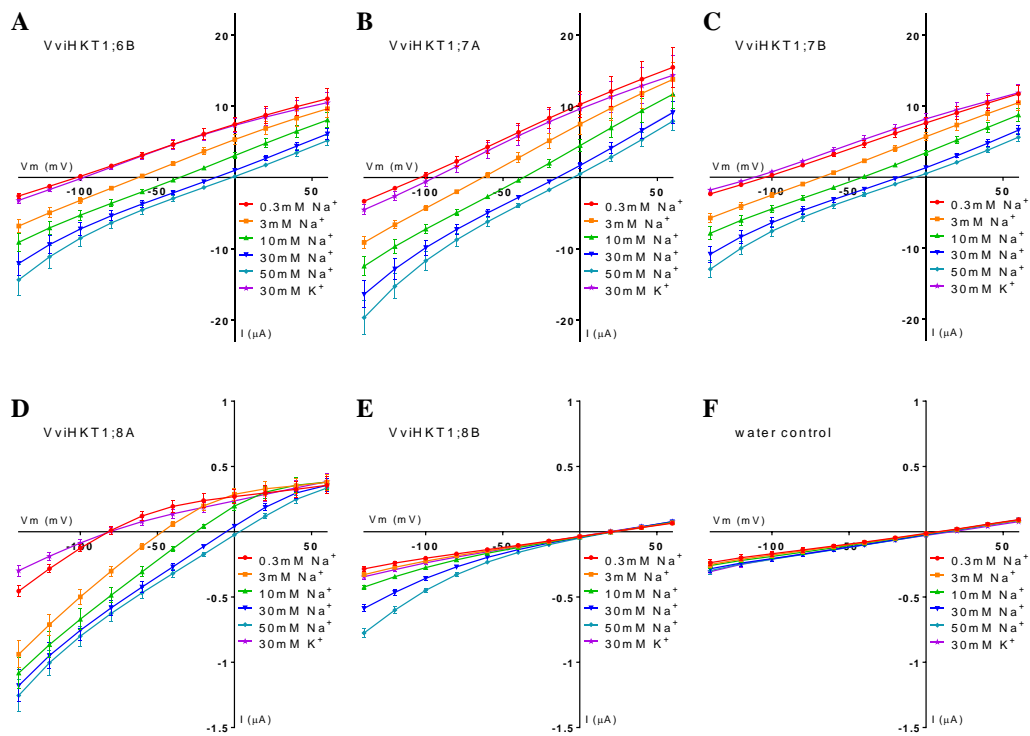 A
VviHKT1;6B
20
10
Vm (mV)
-100
-50
50
-10
-20
I (μA)
0.3mM Na⁺
3mM Na⁺
10mM Na⁺
30mM Na⁺
50mM Na⁺
30mM K⁺
B
VviHKT1;7A
20
10
Vm (mV)
-100
-50
50
-10
-20
I (μA)
0.3mM Na⁺
3mM Na⁺
10mM Na⁺
30mM Na⁺
50mM Na⁺
30mM K⁺
C
VviHKT1;7B
20
10
Vm (mV)
-100
-50
50
-10
-20
I (μA)
0.3mM Na⁺
3mM Na⁺
10mM Na⁺
30mM Na⁺
50mM Na⁺
30mM K⁺
D
VviHKT1;8A
1
0.5
Vm (mV)
-100
-50
50
-0.5
-1
-1.5
I (μA)
0.3mM Na⁺
3mM Na⁺
10mM Na⁺
30mM Na⁺
50mM Na⁺
30mM K⁺
E
VviHKT1;8B
1
0.5
Vm (mV)
-100
-50
50
-0.5
-1
-1.5
I (μA)
0.3mM Na⁺
3mM Na⁺
10mM Na⁺
30mM Na⁺
50mM Na⁺
30mM K⁺
F
water control
1
0.5
Vm (mV)
-100
-50
50
-0.5
-1
-1.5
I (μA)
0.3mM Na⁺
3mM Na⁺
10mM Na⁺
30mM Na⁺
50mM Na⁺
30mM K⁺